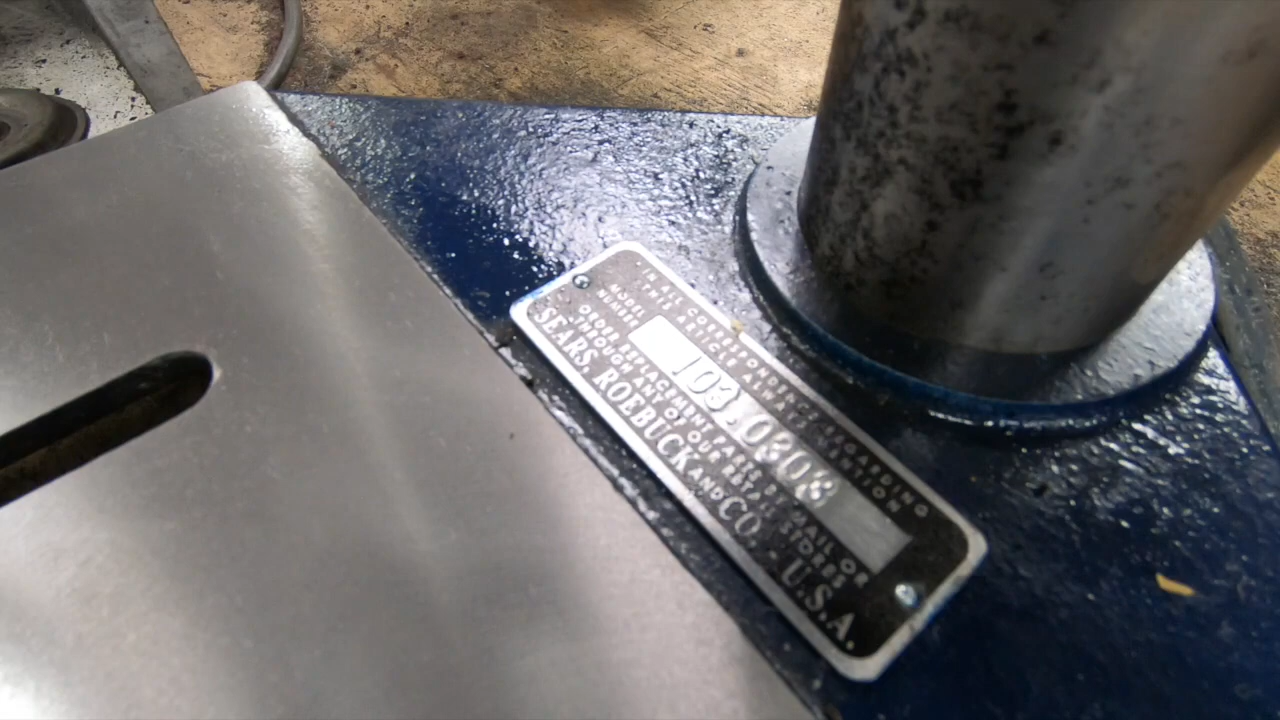 IN ALL CORRESPONDENCE REGARDING
THIS ARTICLE ALWAYS MENTION
MODEL
NUMBER
103.0303
ORDER REPLACEMENT PARTS BY MAIL OR
THROUGH ANY OF OUR RETAIL STORES
SEARS, ROEBUCK AND CO. - U.S.A.